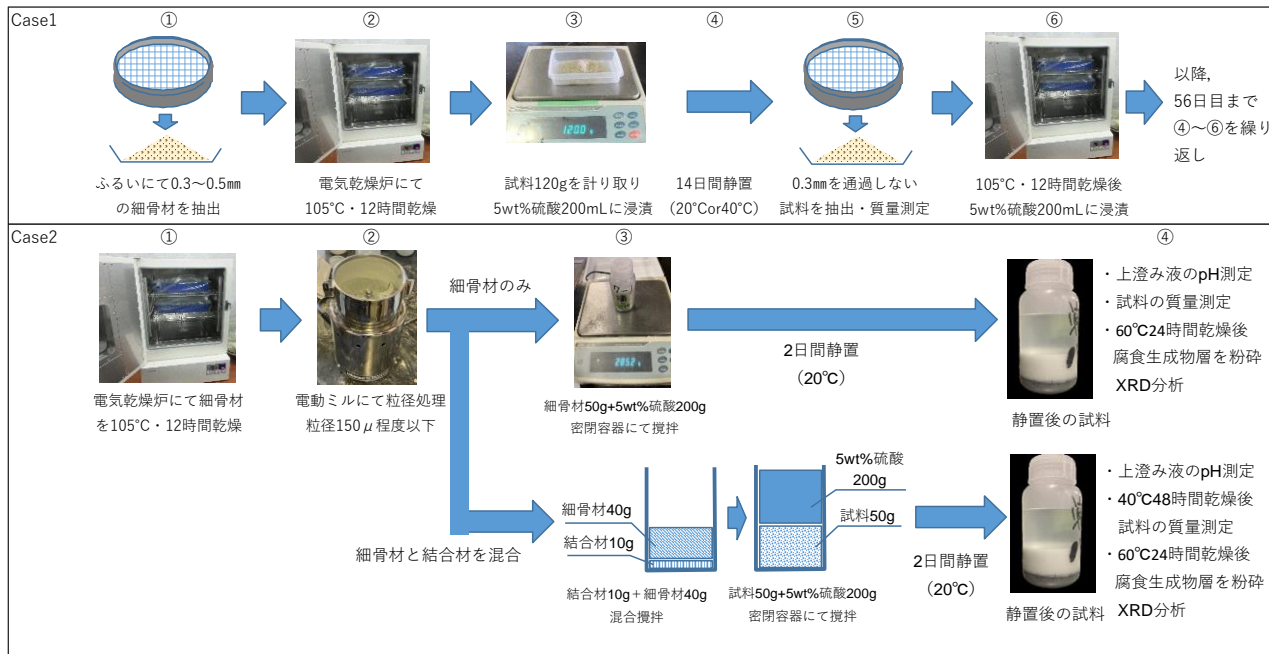 Case1
①
②
③
④
⑤
⑥
ふるいにて0.3～0.5㎜
の細骨材を抽出
電気乾燥炉にて
105°C・12時間乾燥
120.0
試料120gを計り取り
5wt%硫酸200mLに浸漬
14日間静置
(20°Cor40°C)
0.3㎜を通過しない
試料を抽出・質量測定
105°C・12時間乾燥後
5wt%硫酸200mLに浸漬
以降,
56日目まで
④～⑥を繰り
返し
Case2
①
②
③
④
電気乾燥炉にて細骨材
を105°C・12時間乾燥
電動ミルにて粒径処理
粒径150μ程度以下
細骨材のみ
細骨材50g+5wt%硫酸200g
密閉容器にて撹拌
2日間静置
（20℃）
静置後の試料
・上澄み液のpH測定
・試料の質量測定
・60℃24時間乾燥後
腐食生成物層を粉砕
XRD分析
細骨材と結合材を混合
細骨材40g
結合材10g
結合材10g＋細骨材40g
混合攪拌
5wt%硫酸
200g
試料50g
試料50g+5wt%硫酸200g
密閉容器にて撹拌
2日間静置
（20℃）
静置後の試料
・上澄み液のpH測定
・40℃48時間乾燥後
試料の質量測定
・60℃24時間乾燥後
腐食生成物層を粉砕
XRD分析